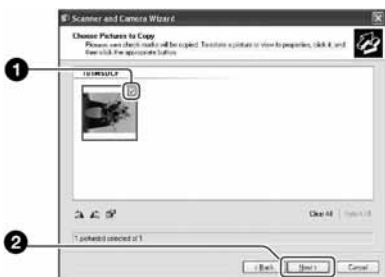 Scanner and Camera Wizard
Choose Pictures to Copy
Pictures with check marks will be copied. To rotate a picture or view its properties, click it, and
then click the appropriate button.
1
Clear All
1 picture(s) selected of 1
2
< Back
Next >
Cancel